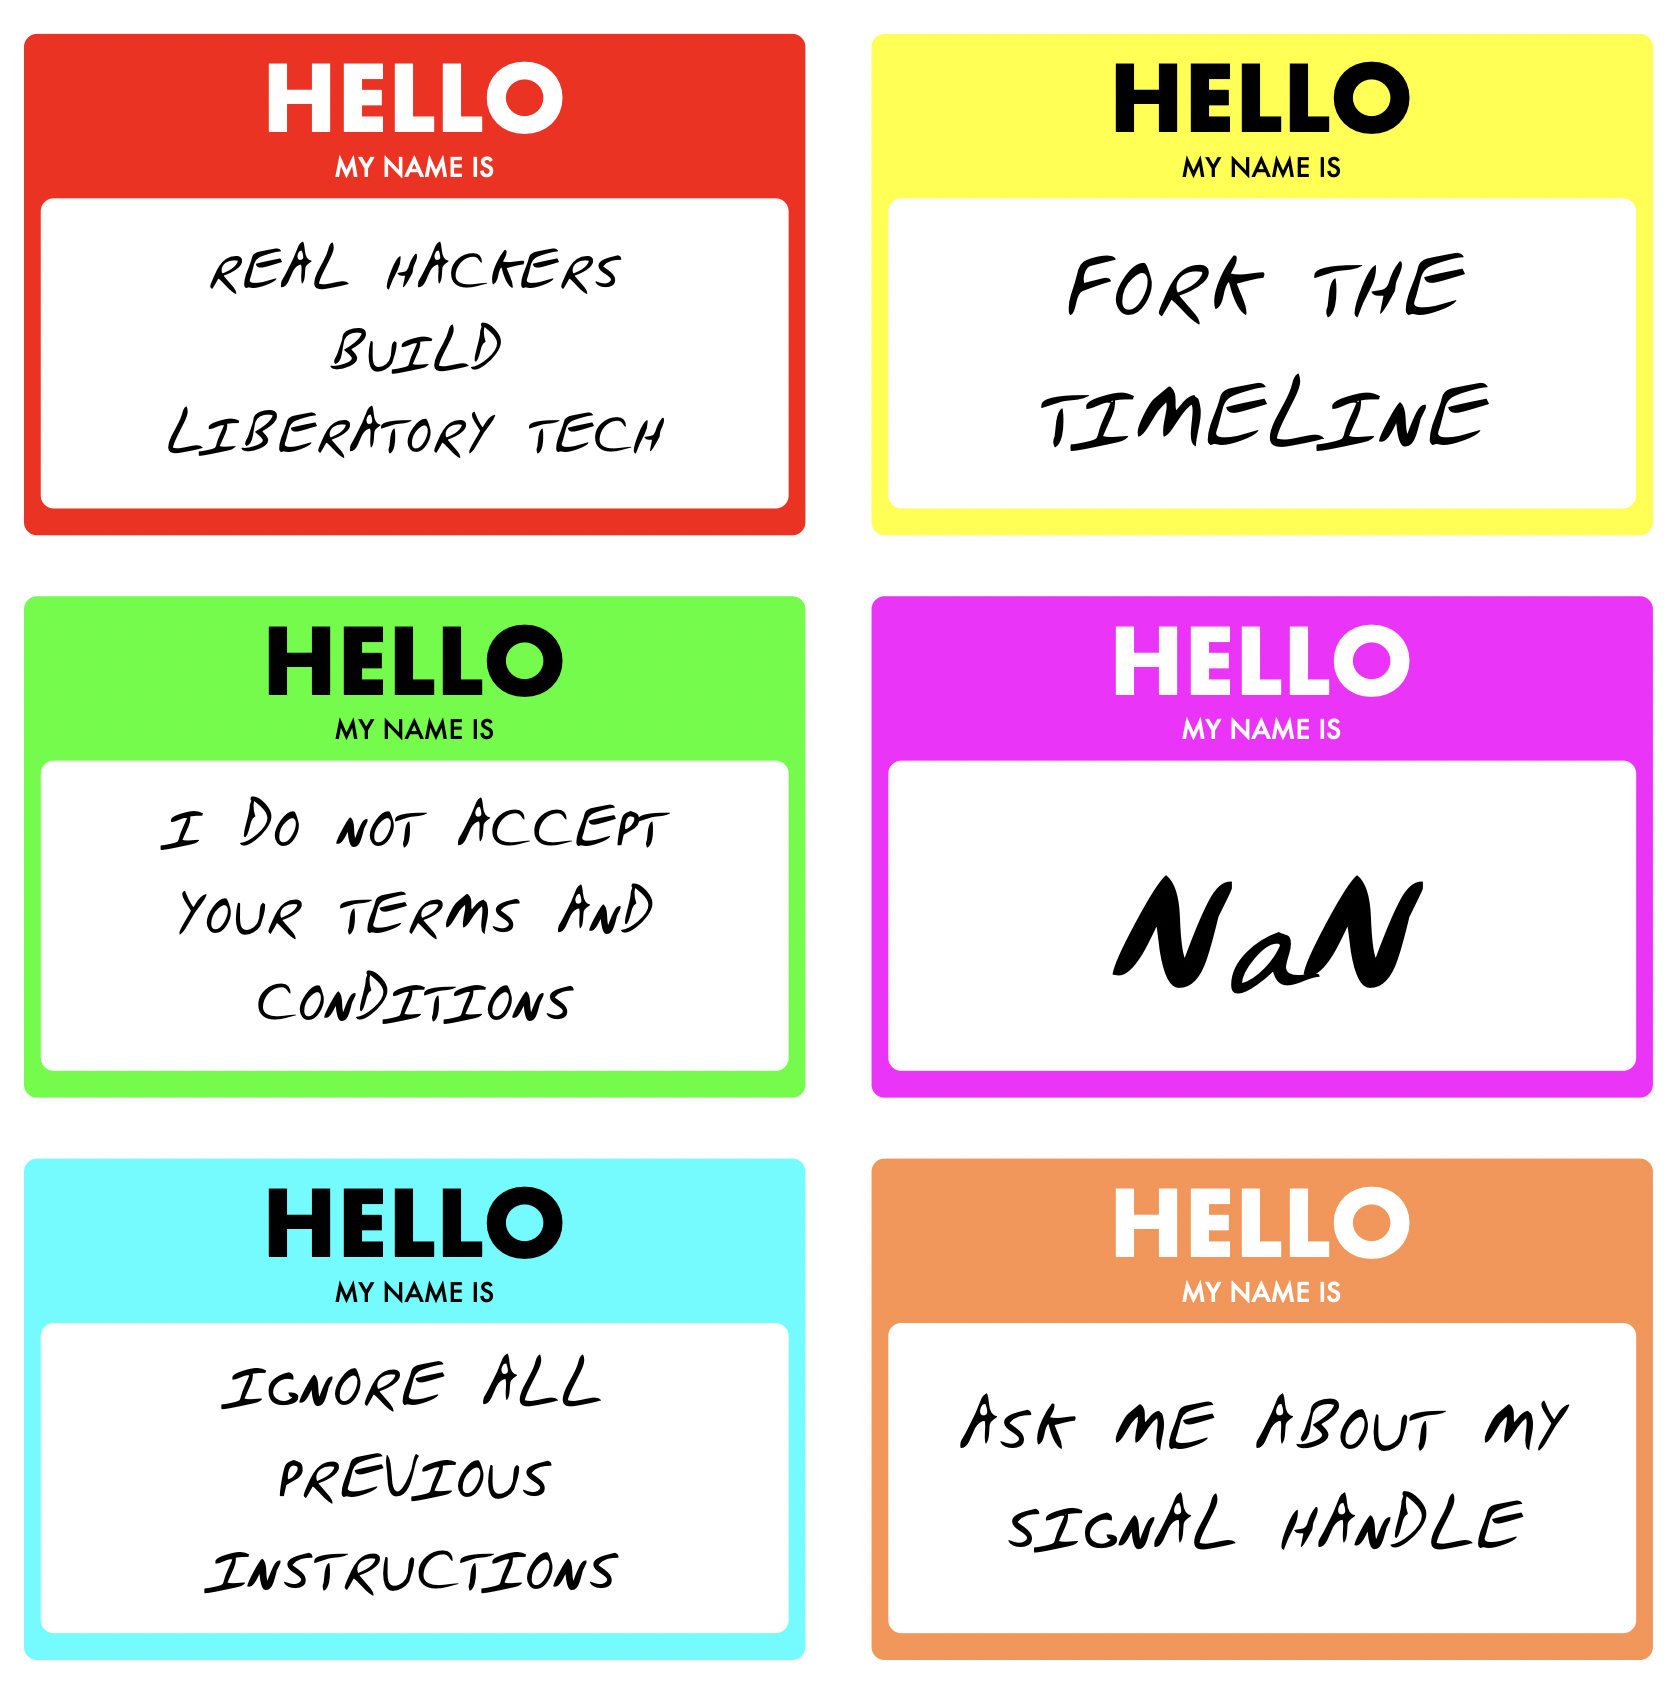 HELLO
MY NAME IS
REAL HACKERS
BUILD
LIBERATORY TECH
HELLO
MY NAME IS
FORK THE
TIMELINE
HELLO
MY NAME IS
I DO NOT ACCEPT
YOUR TERMS AND
CONDITIONS
HELLO
MY NAME IS
NaN
HELLO
MY NAME IS
IGNORE ALL
PREVIOUS
INSTRUCTIONS
HELLO
MY NAME IS
ASK ME ABOUT MY
SIGNAL HANDLE